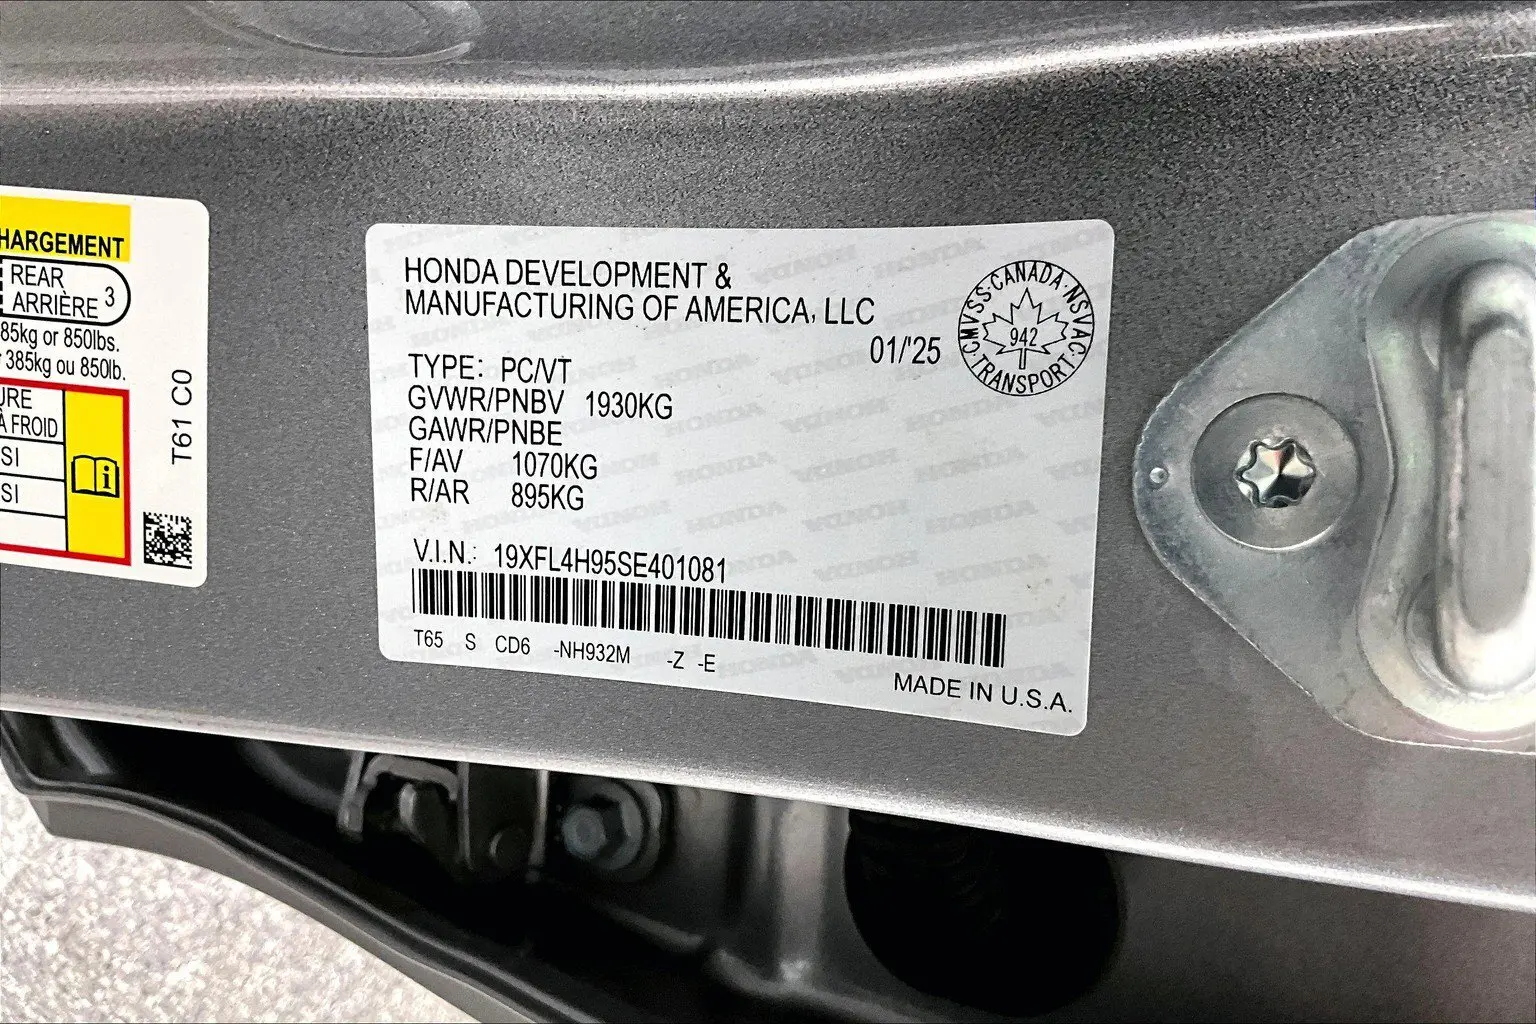 HARGEMENT
REAR
ARRIÈRE 3
85kg or 850lbs.
385kg ou 850lb.
URE
À FROID
SI
SI
T61 C0
HONDA DEVELOPMENT &
MANUFACTURING OF AMERICA, LLC
01/'25
CMVSS·CANADA·NSVAC·TRANSPORT·
942
TYPE: PC/VT
GVWR/PNBV 1930KG
GAWR/PNBE
F/AV 1070KG
R/AR 895KG
V.I.N.: 19XFL4H95SE401081
T65 S CD6 -NH932M -Z -E
MADE IN U.S.A.